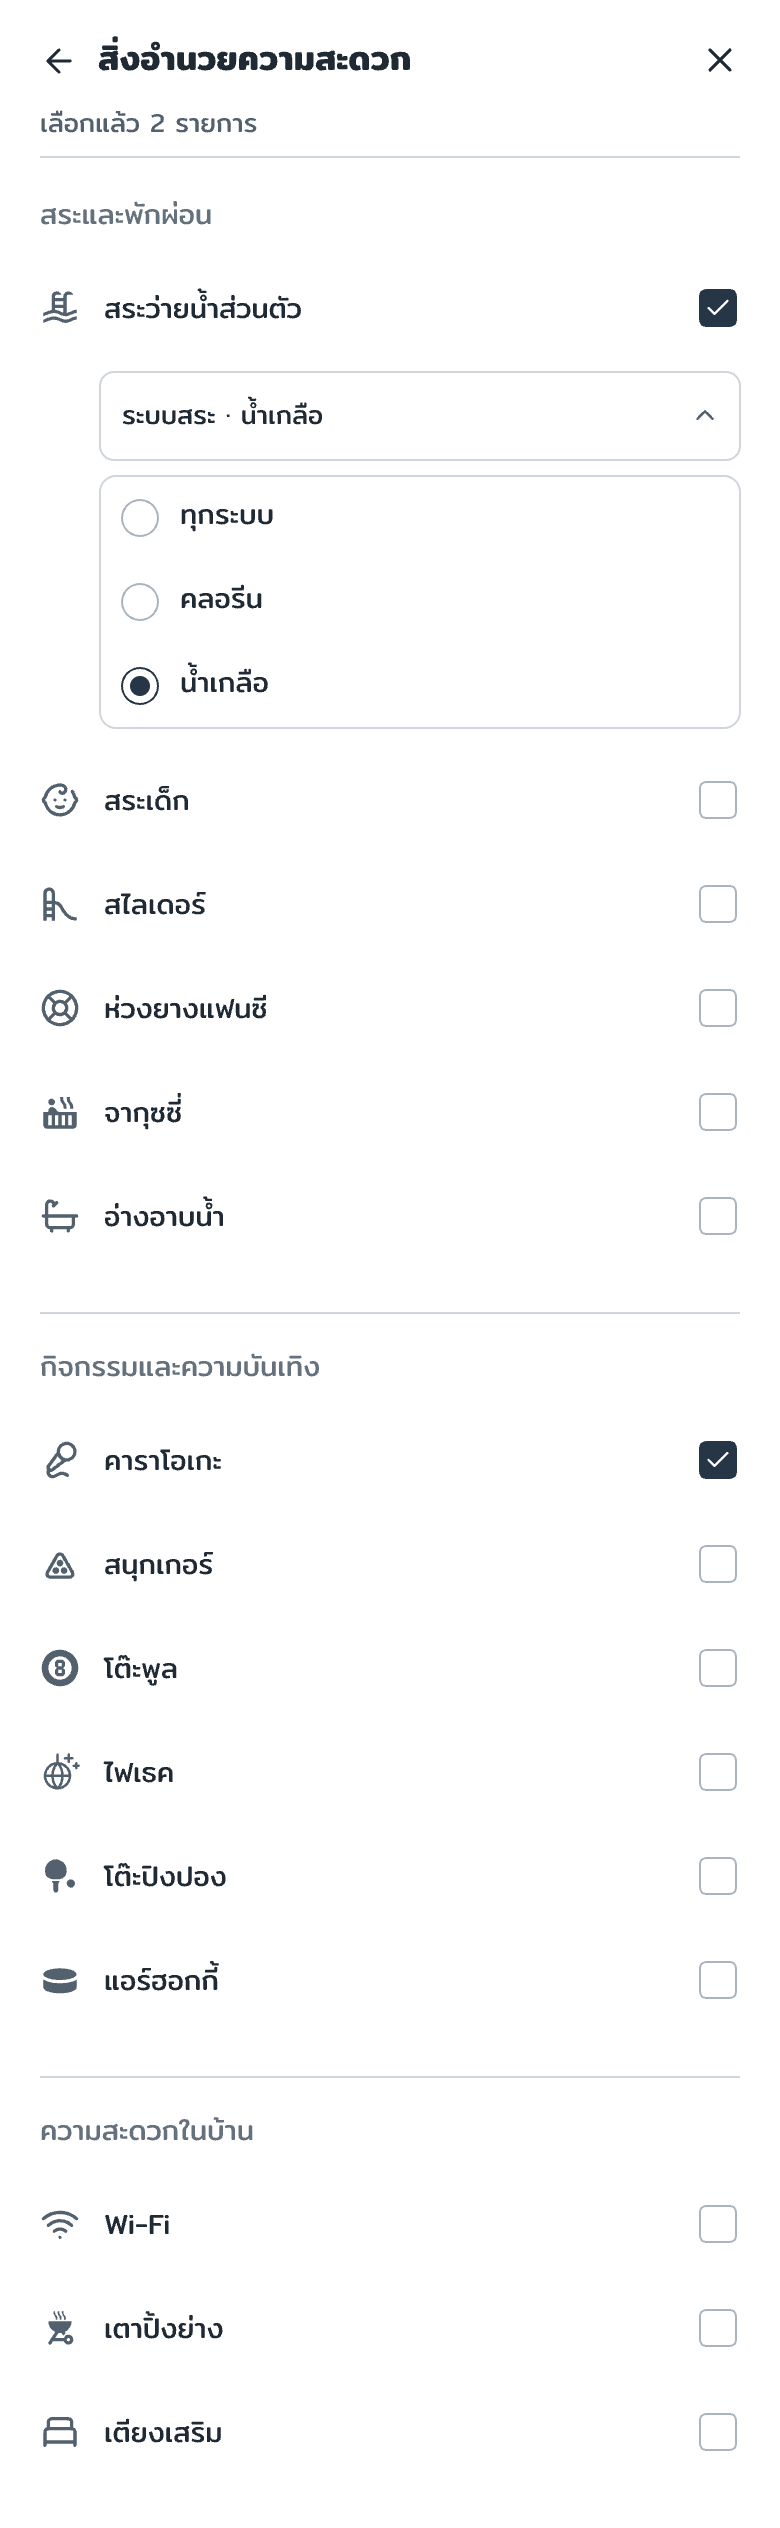 สิ่งอำนวยความสะดวก
เลือกแล้ว 2 รายการ
สระและพักผ่อน
สระว่ายน้ำส่วนตัว
ระบบสระ · น้ำเกลือ
ทุกระบบ
คลอรีน
น้ำเกลือ
สระเด็ก
สไลเดอร์
ห่วงยางแฟนซี
จากุซซี่
อ่างอาบน้ำ
กิจกรรมและความบันเทิง
คาราโอเกะ
สนุกเกอร์
โต๊ะพูล
8
ไฟเธค
โต๊ะปิงปอง
แอร์ฮอกกี้
ความสะดวกในบ้าน
Wi-Fi
เตาปิ้งย่าง
เตียงเสริม